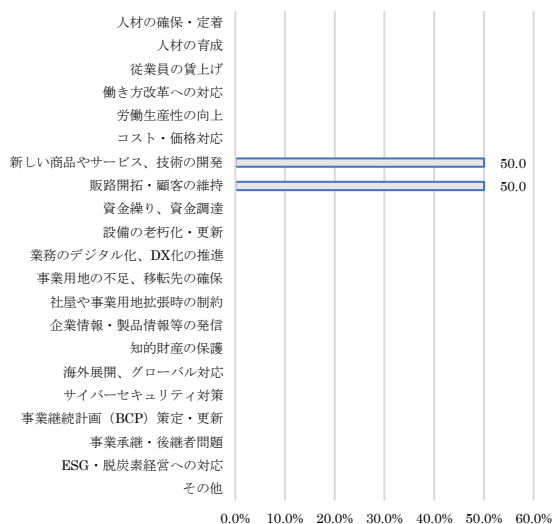 人材の確保・定着
人材の育成
従業員の賃上げ
働き方改革への対応
労働生産性の向上
コスト・価格対応
新しい商品やサービス、技術の開発 50.0
販路開拓・顧客の維持 50.0
資金繰り、資金調達
設備の老朽化・更新
業務のデジタル化、DX化の推進
事業用地の不足、移転先の確保
社屋や事業用地拡張時の制約
企業情報・製品情報等の発信
知的財産の保護
海外展開、グローバル対応
サイバーセキュリティ対策
事業継続計画（BCP）策定・更新
事業承継・後継者問題
ESG・脱炭素経営への対応
その他
0.0% 10.0% 20.0% 30.0% 40.0% 50.0% 60.0%